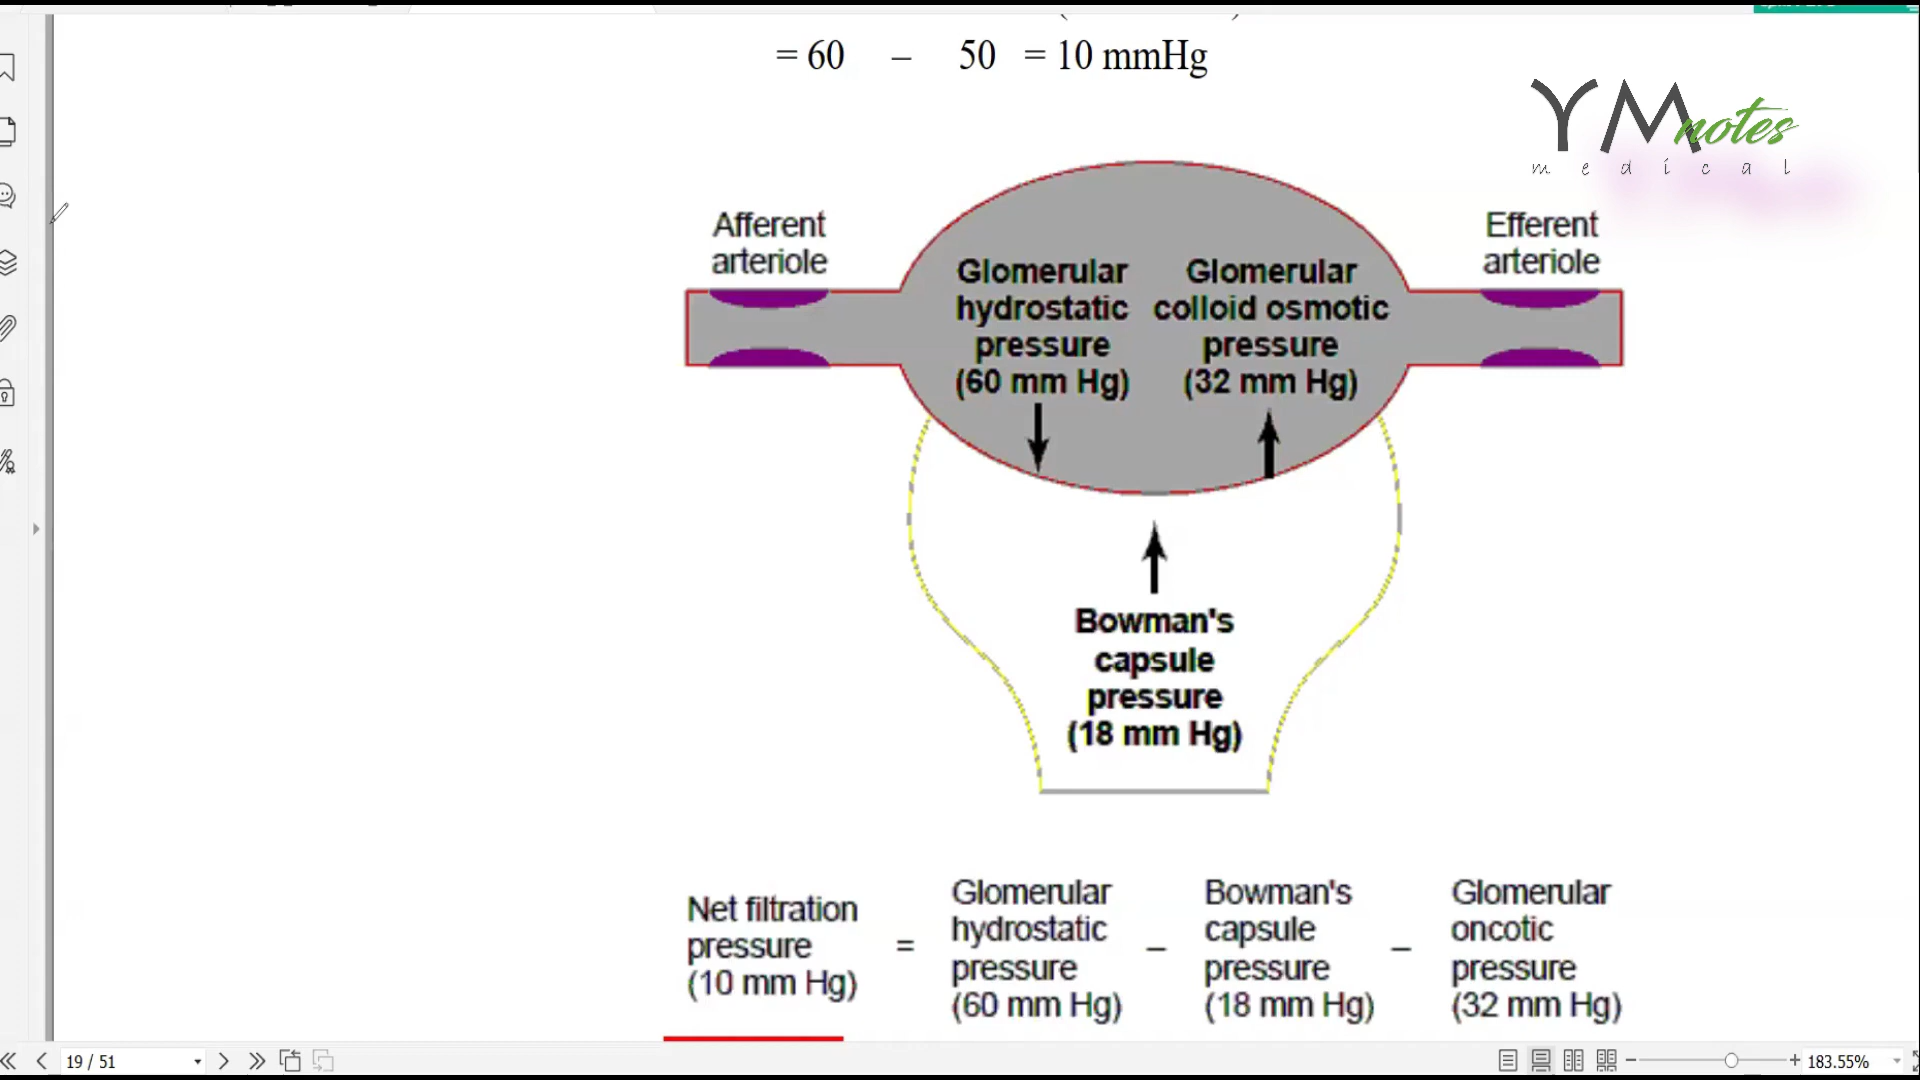 = 60 – 50 = 10 mmHg
YM notes
medical
Afferent
arteriole
Efferent
arteriole
Glomerular
hydrostatic
pressure
(60 mm Hg)
Glomerular
colloid osmotic
pressure
(32 mm Hg)
Bowman's
capsule
pressure
(18 mm Hg)
Net filtration
pressure
(10 mm Hg)
=
Glomerular
hydrostatic
pressure
(60 mm Hg)
–
Bowman's
capsule
pressure
(18 mm Hg)
–
Glomerular
oncotic
pressure
(32 mm Hg)
19 / 51
183.55%